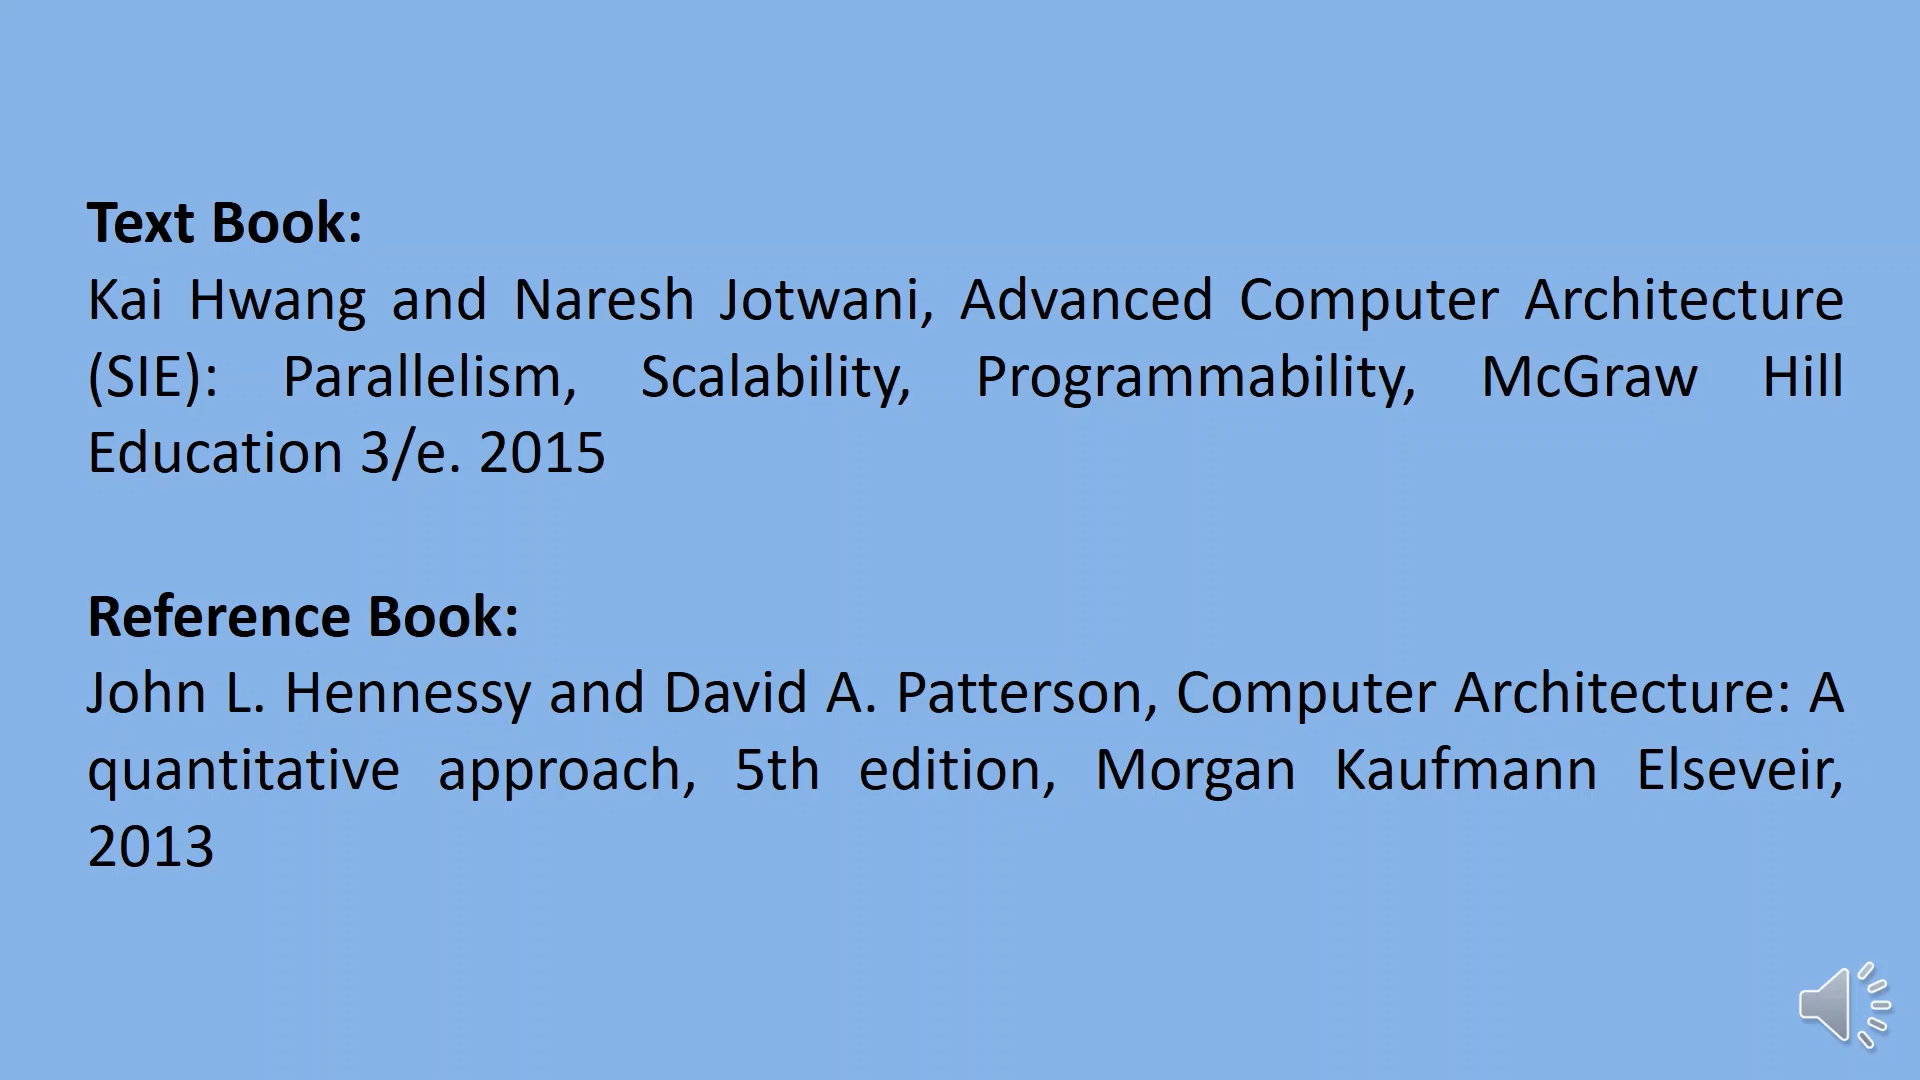 Text Book:
Kai Hwang and Naresh Jotwani, Advanced Computer Architecture
(SIE): Parallelism, Scalability, Programmability, McGraw Hill
Education 3/e. 2015
Reference Book:
John L. Hennessy and David A. Patterson, Computer Architecture: A
quantitative approach, 5th edition, Morgan Kaufmann Elseveir,
2013